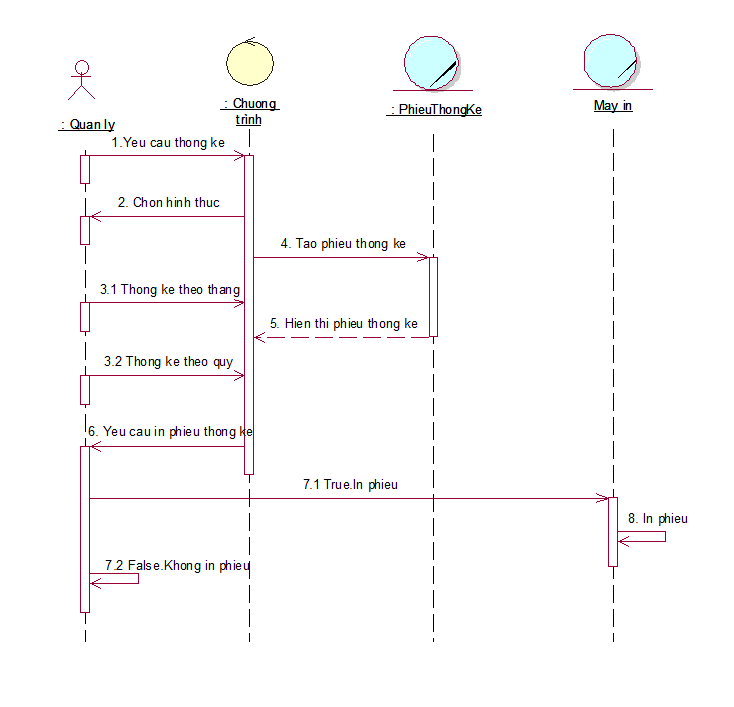 : Quan ly
: Chuong
trình
: PhieuThongKe
May in
1.Yeu cau thong ke
2. Chon hinh thuc
4. Tao phieu thong ke
3.1 Thong ke theo thang
5. Hien thi phieu thong ke
3.2 Thong ke theo quy
6. Yeu cau in phieu thong ke
7.1 True.In phieu
8. In phieu
7.2 False.Khong in phieu